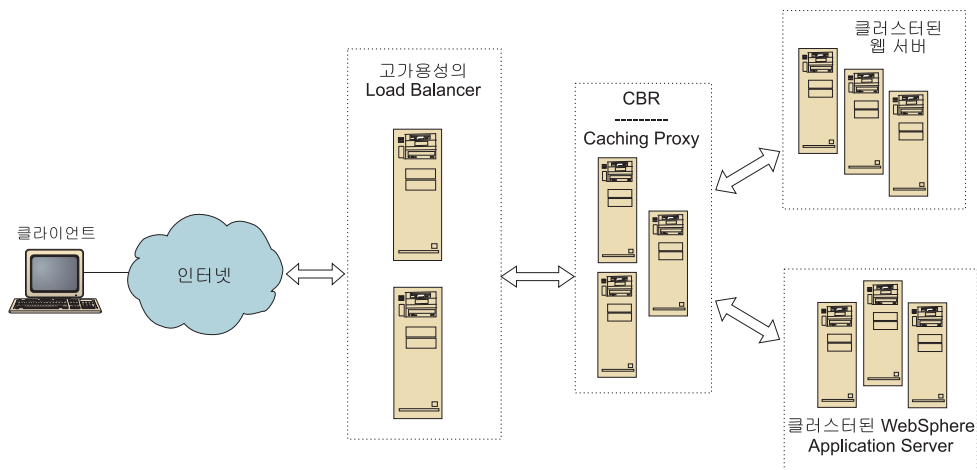 클라이언트
인터넷
고가용성의
Load Balancer
CBR
---------
Caching Proxy
클러스터된
웹 서버
클러스터된 WebSphere
Application Server